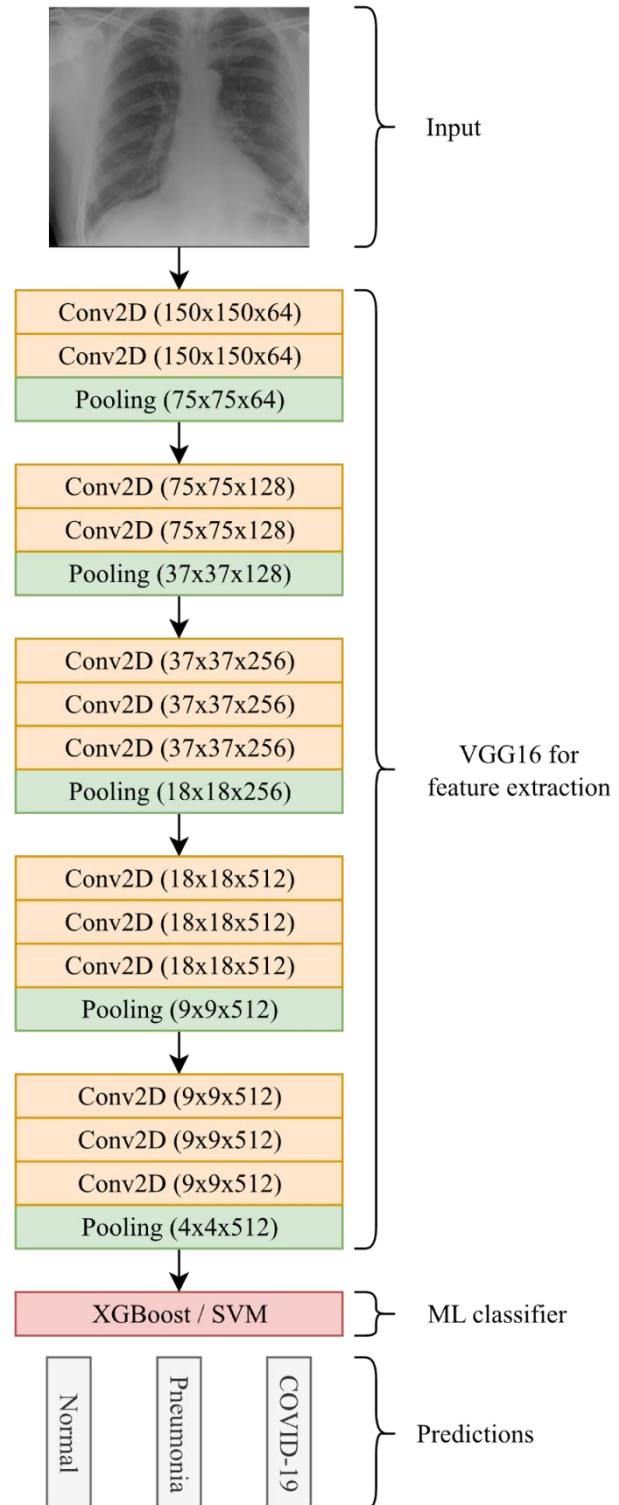 Input
Conv2D (150x150x64)
Conv2D (150x150x64)
Pooling (75x75x64)
Conv2D (75x75x128)
Conv2D (75x75x128)
Pooling (37x37x128)
Conv2D (37x37x256)
Conv2D (37x37x256)
Conv2D (37x37x256)
Pooling (18x18x256)
VGG16 for
feature extraction
Conv2D (18x18x512)
Conv2D (18x18x512)
Conv2D (18x18x512)
Pooling (9x9x512)
Conv2D (9x9x512)
Conv2D (9x9x512)
Conv2D (9x9x512)
Pooling (4x4x512)
XGBoost / SVM
ML classifier
Normal
Pneumonia
COVID-19
Predictions